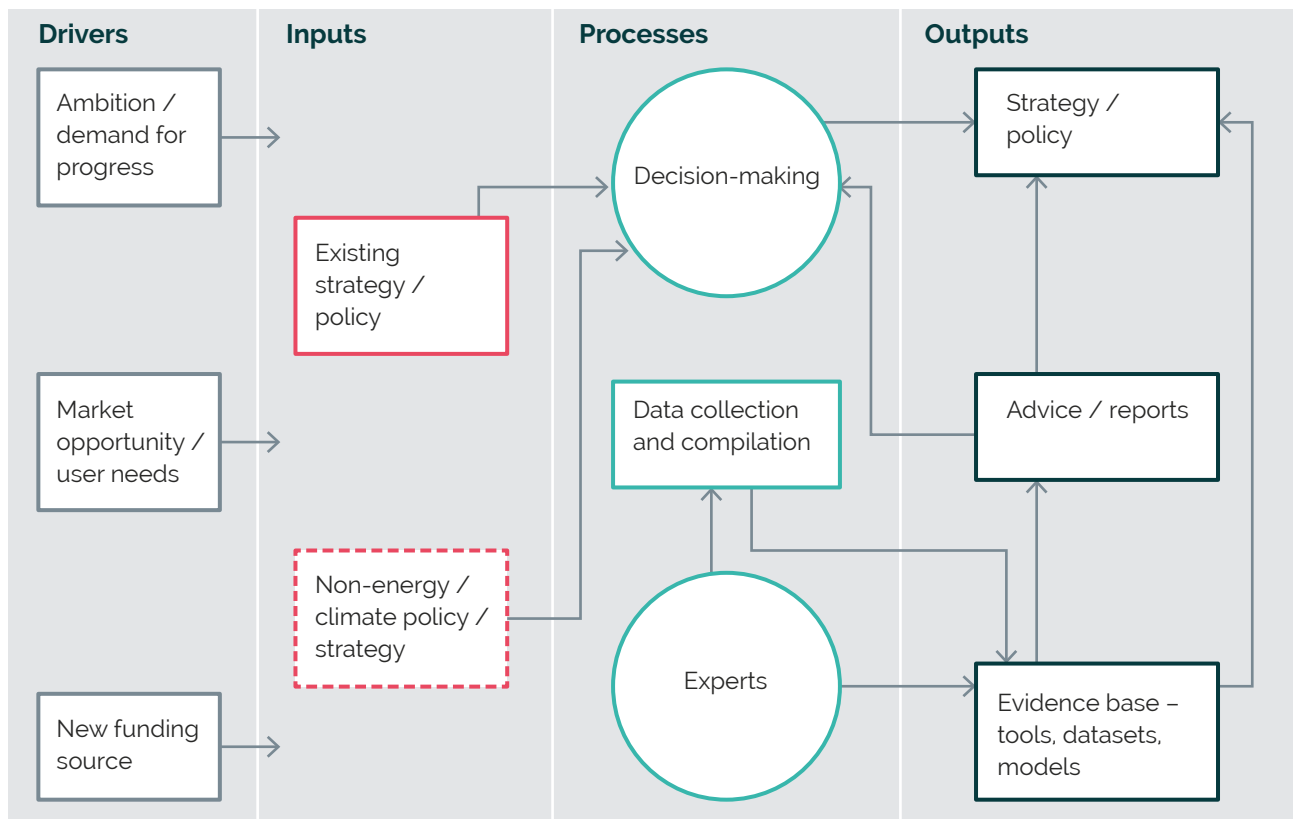 Drivers
Inputs
Processes
Outputs
Ambition /
demand for
progress
Market
opportunity /
user needs
New funding
source
Existing
strategy /
policy
Non-energy /
climate policy /
strategy
Decision-making
Data collection
and compilation
Experts
Strategy /
policy
Advice / reports
Evidence base –
tools, datasets,
models